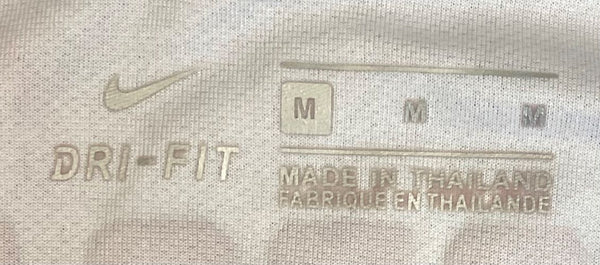 DRI-FIT
M M M
MADE IN THAILAND
FABRIQUE EN THAILANDE